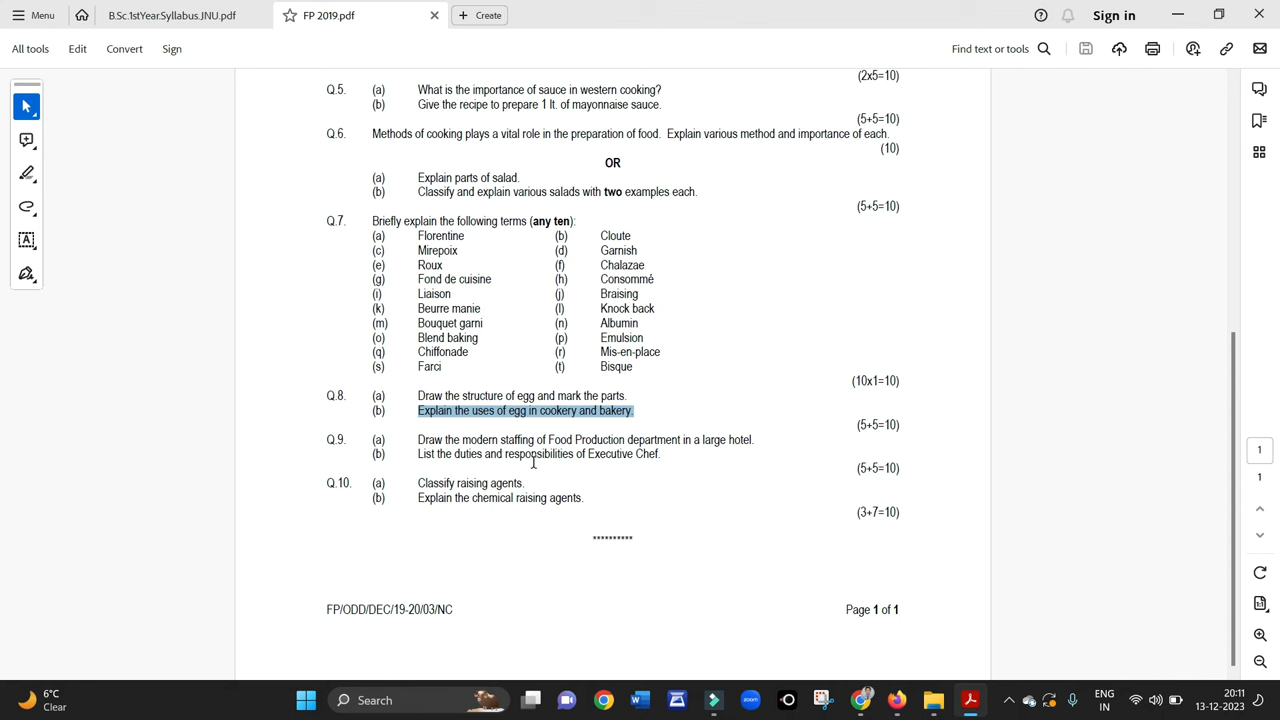 Menu
B.Sc.1stYear.Syllabus.JNU.pdf
FP 2019.pdf
Create
Sign in
All tools Edit Convert Sign
Find text or tools
(2x5=10)
Q.5. (a) What is the importance of sauce in western cooking?
(b) Give the recipe to prepare 1 lt. of mayonnaise sauce.
(5+5=10)
Q.6. Methods of cooking plays a vital role in the preparation of food. Explain various method and importance of each.
(10)
OR
(a) Explain parts of salad.
(b) Classify and explain various salads with two examples each.
(5+5=10)
Q.7. Briefly explain the following terms (any ten):
(a) Florentine (b) Cloute
(c) Mirepoix (d) Garnish
(e) Roux (f) Chalazae
(g) Fond de cuisine (h) Consommé
(i) Liaison (j) Braising
(k) Beurre manie (l) Knock back
(m) Bouquet garni (n) Albumin
(o) Blend baking (p) Emulsion
(q) Chiffonade (r) Mis-en-place
(s) Farci (t) Bisque
(10x1=10)
Q.8. (a) Draw the structure of egg and mark the parts.
(b) Explain the uses of egg in cookery and bakery.
(5+5=10)
Q.9. (a) Draw the modern staffing of Food Production department in a large hotel.
(b) List the duties and responsibilities of Executive Chef.
(5+5=10)
Q.10. (a) Classify raising agents.
(b) Explain the chemical raising agents.
(3+7=10)
**********
FP/ODD/DEC/19-20/03/NC Page 1 of 1
1
1
6°C
Clear
Search
zoom
ENG
IN
20:11
13-12-2023